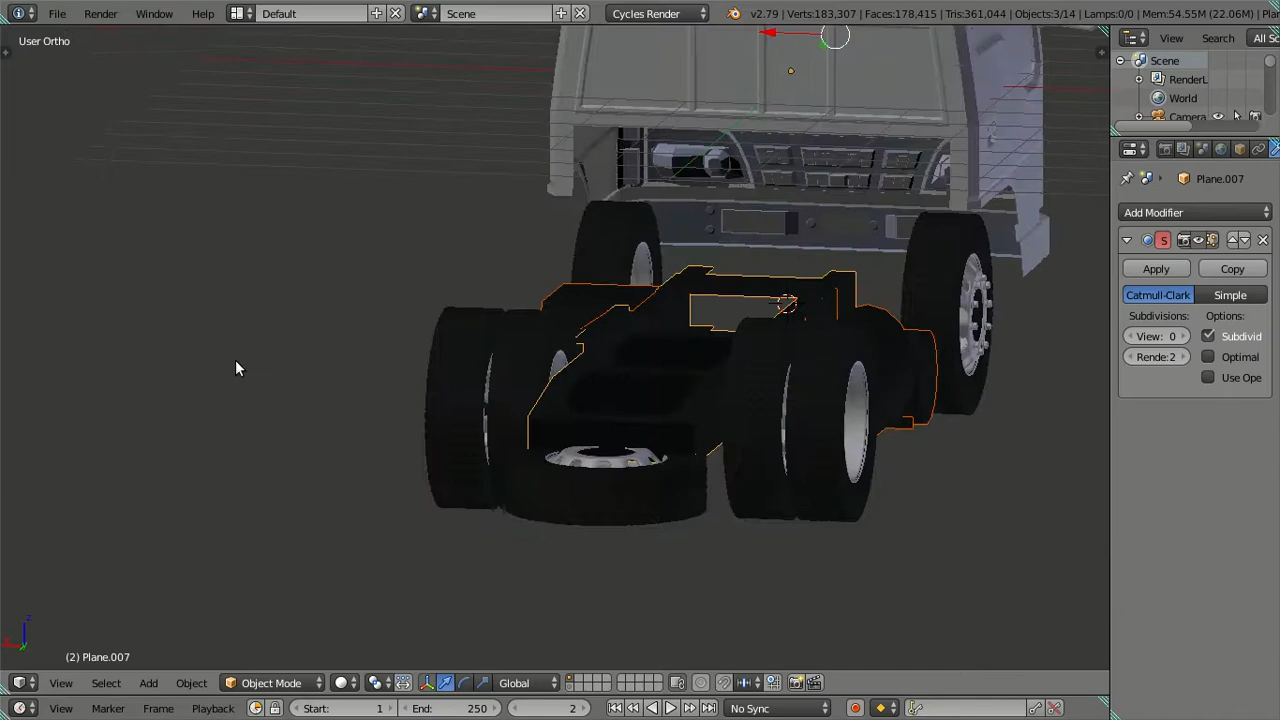 File Render Window Help Default Scene Cycles Render v2.79 | Verts:183,307 | Faces:178,415 | Tris:361,044 | Objects:3/14 | Lamps:0/0 | Mem:54.55M (22.06M) | Pla
User Ortho
View Search All Sc
Scene
RenderL
World
Camera
Plane.007
Add Modifier
S
Apply Copy
Catmull-Clark Simple
Subdivisions: Options:
View: 0 Subdivid
Rende:2 Optimal
Use Ope
z
(2) Plane.007
View Select Add Object Object Mode Global
View Marker Frame Playback Start: 1 End: 250 2 No Sync